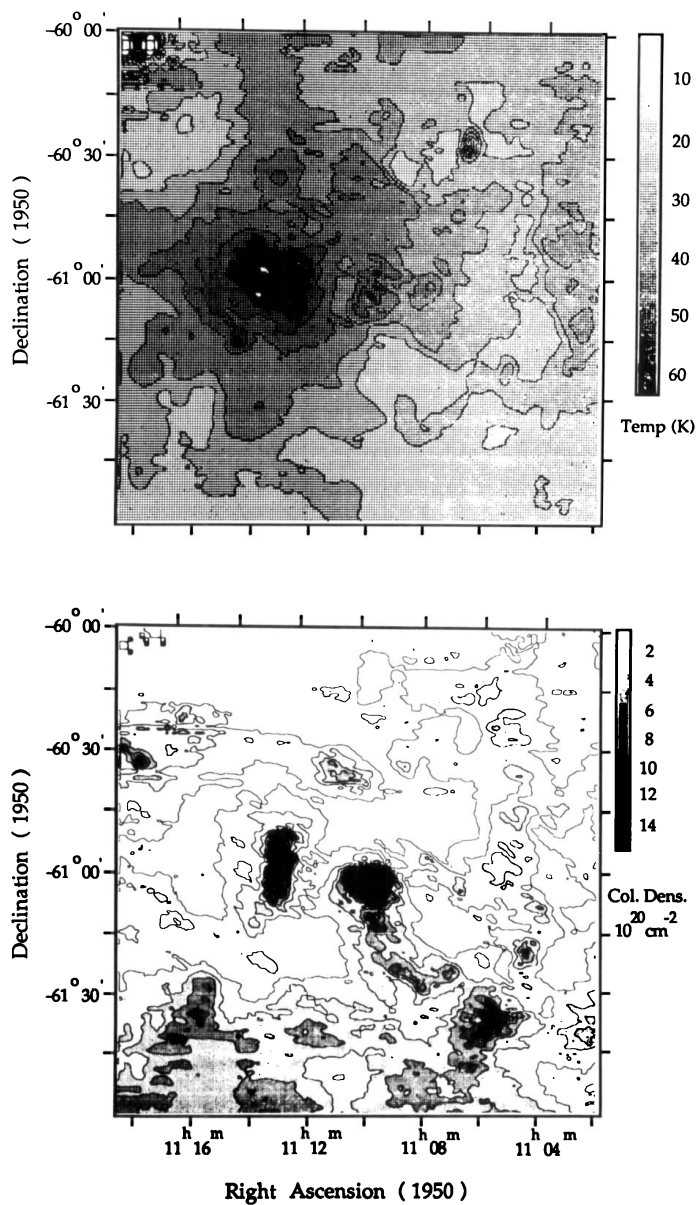 −60° 00'
−60° 30'
−61° 00'
−61° 30'
Declination ( 1950 )
10
20
30
40
50
60
Temp (K)
−60° 00'
−60° 30'
−61° 00'
−61° 30'
Declination ( 1950 )
2
4
6
8
10
12
14
Col. Dens.
10²⁰ cm⁻²
11ʰ 16ᵐ
11ʰ 12ᵐ
11ʰ 08ᵐ
11ʰ 04ᵐ
Right Ascension ( 1950 )